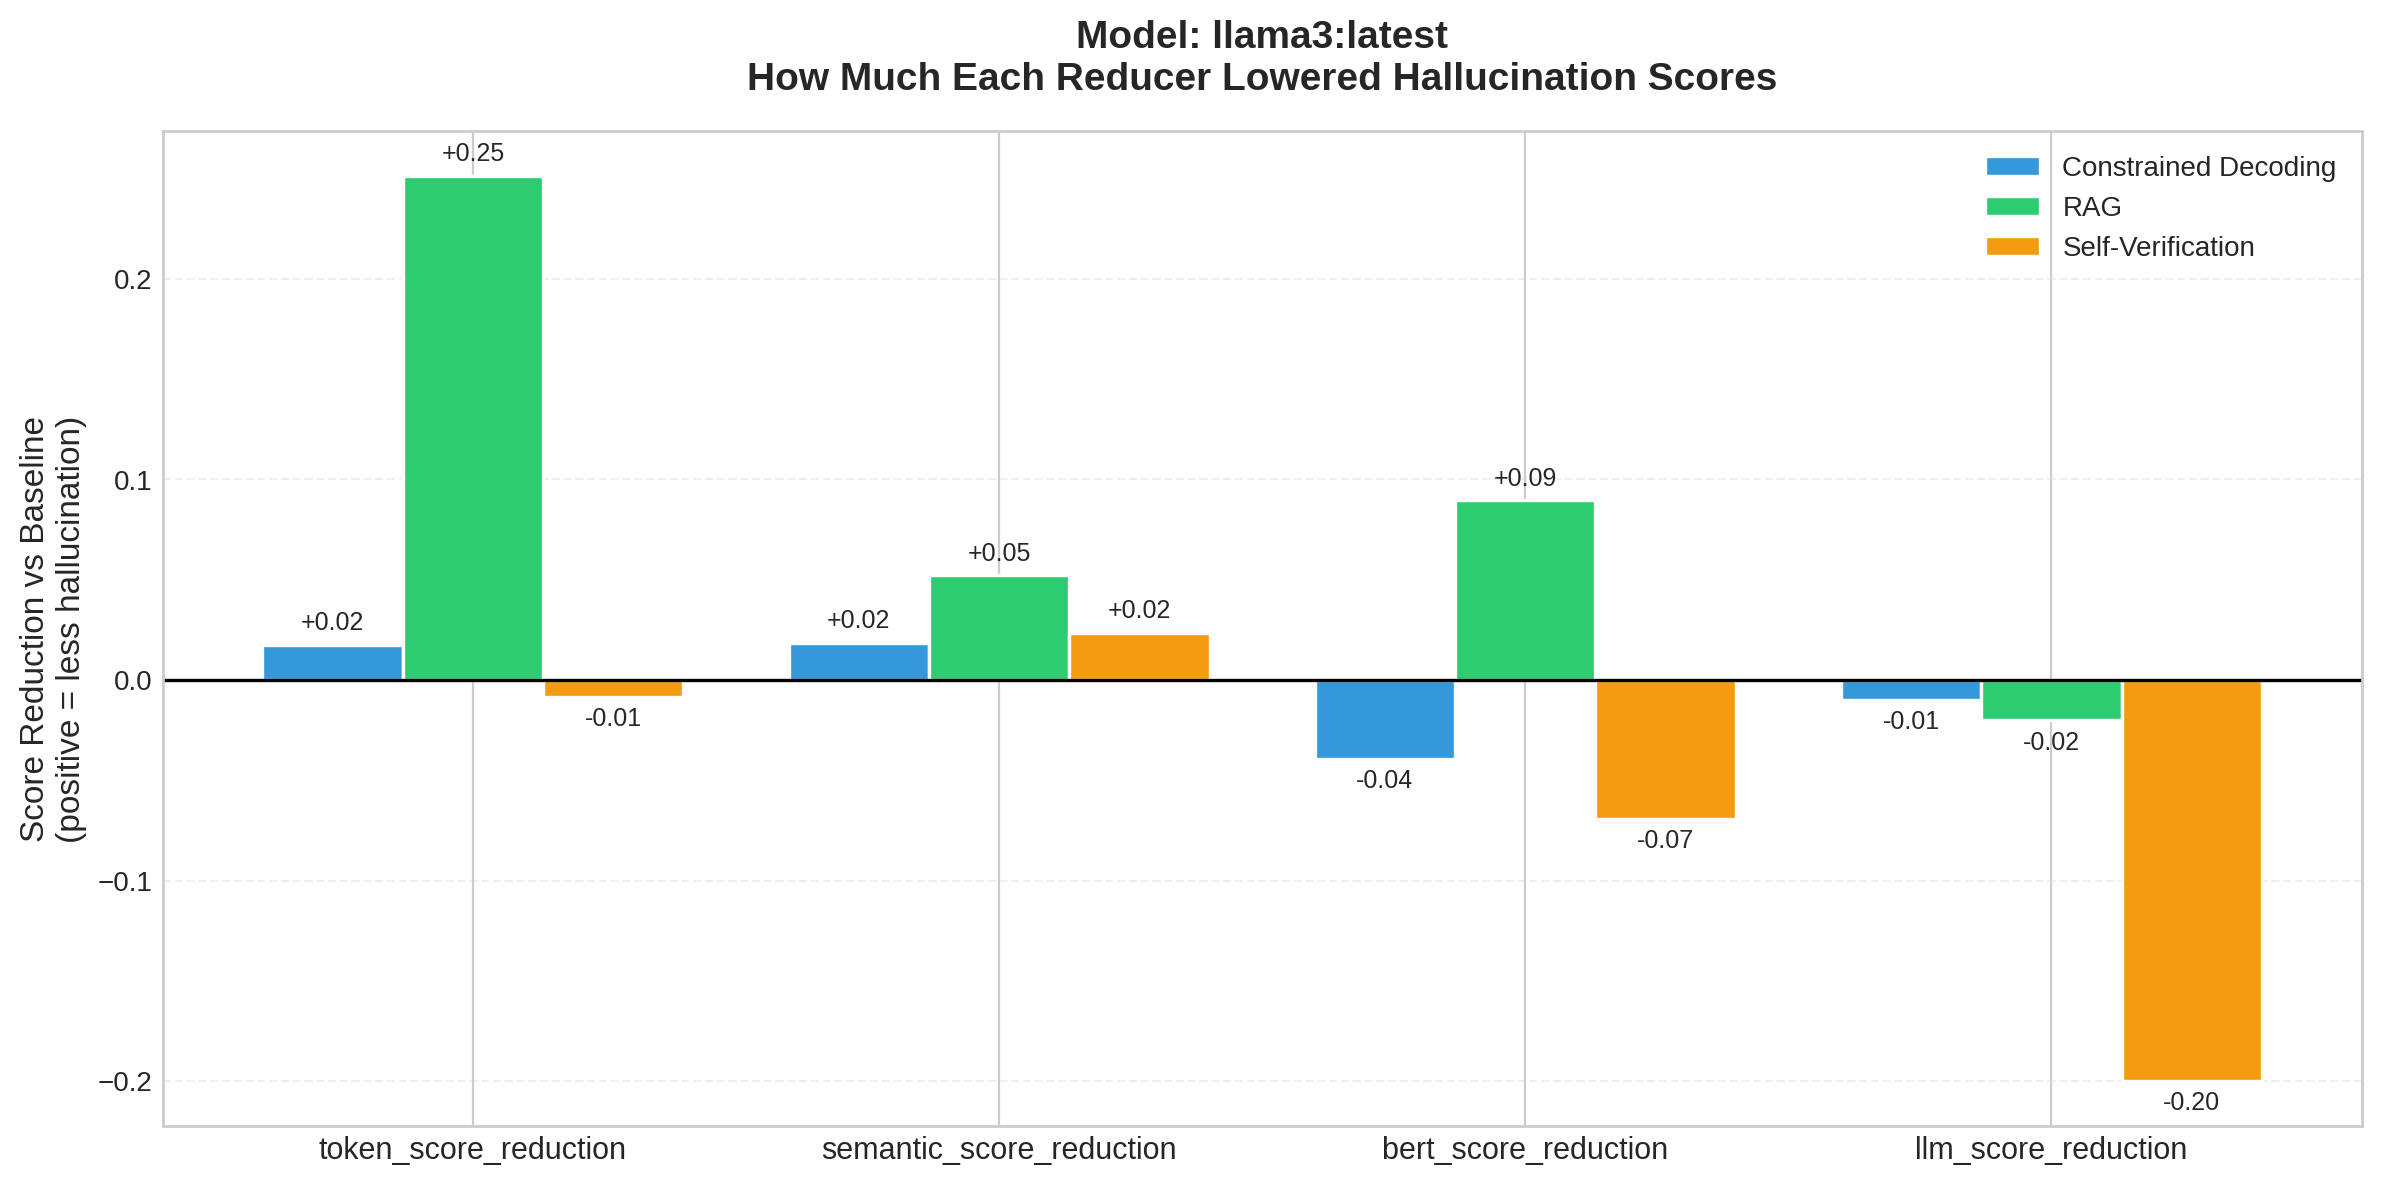 Model: llama3:latest
How Much Each Reducer Lowered Hallucination Scores
Score Reduction vs Baseline
(positive = less hallucination)
0.2
0.1
0.0
−0.1
−0.2
+0.02
+0.25
-0.01
+0.02
+0.05
+0.02
-0.04
+0.09
-0.07
-0.01
-0.02
-0.20
Constrained Decoding
RAG
Self-Verification
token_score_reduction
semantic_score_reduction
bert_score_reduction
llm_score_reduction